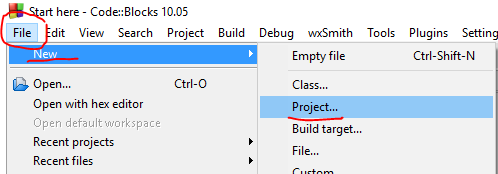 Start here - Code::Blocks 10.05
File Edit View Search Project Build Debug wxSmith Tools Plugins Setting
New
Open... Ctrl-O
Open with hex editor
Open default workspace
Recent projects
Recent files
Empty file Ctrl-Shift-N
Class...
Project...
Build target...
File...
Custom